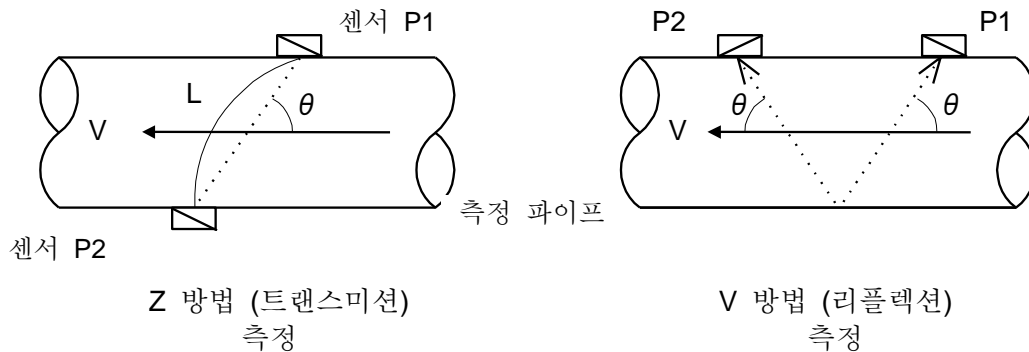 센서 P1
L
θ
V
센서 P2
Z 방법 (트랜스미션)
측정
측정 파이프
P2
P1
θ
θ
V
V 방법 (리플렉션)
측정